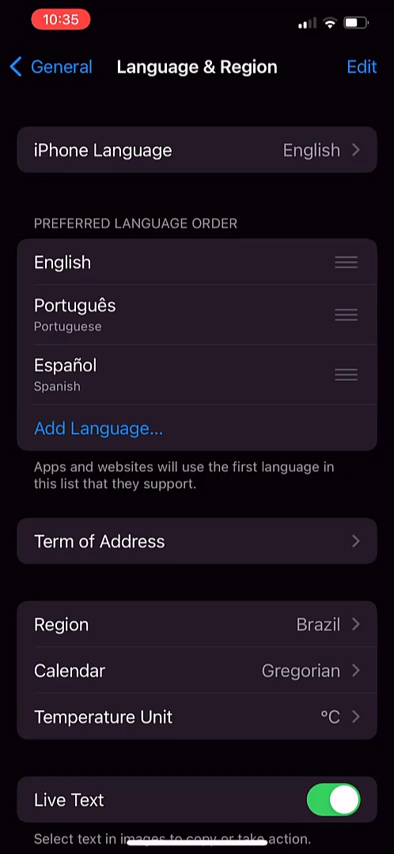 10:35
General
Language & Region
Edit
iPhone Language
English
PREFERRED LANGUAGE ORDER
English
Português
Portuguese
Español
Spanish
Add Language...
Apps and websites will use the first language in
this list that they support.
Term of Address
Region
Brazil
Calendar
Gregorian
Temperature Unit
°C
Live Text
Select text in images to copy or take action.